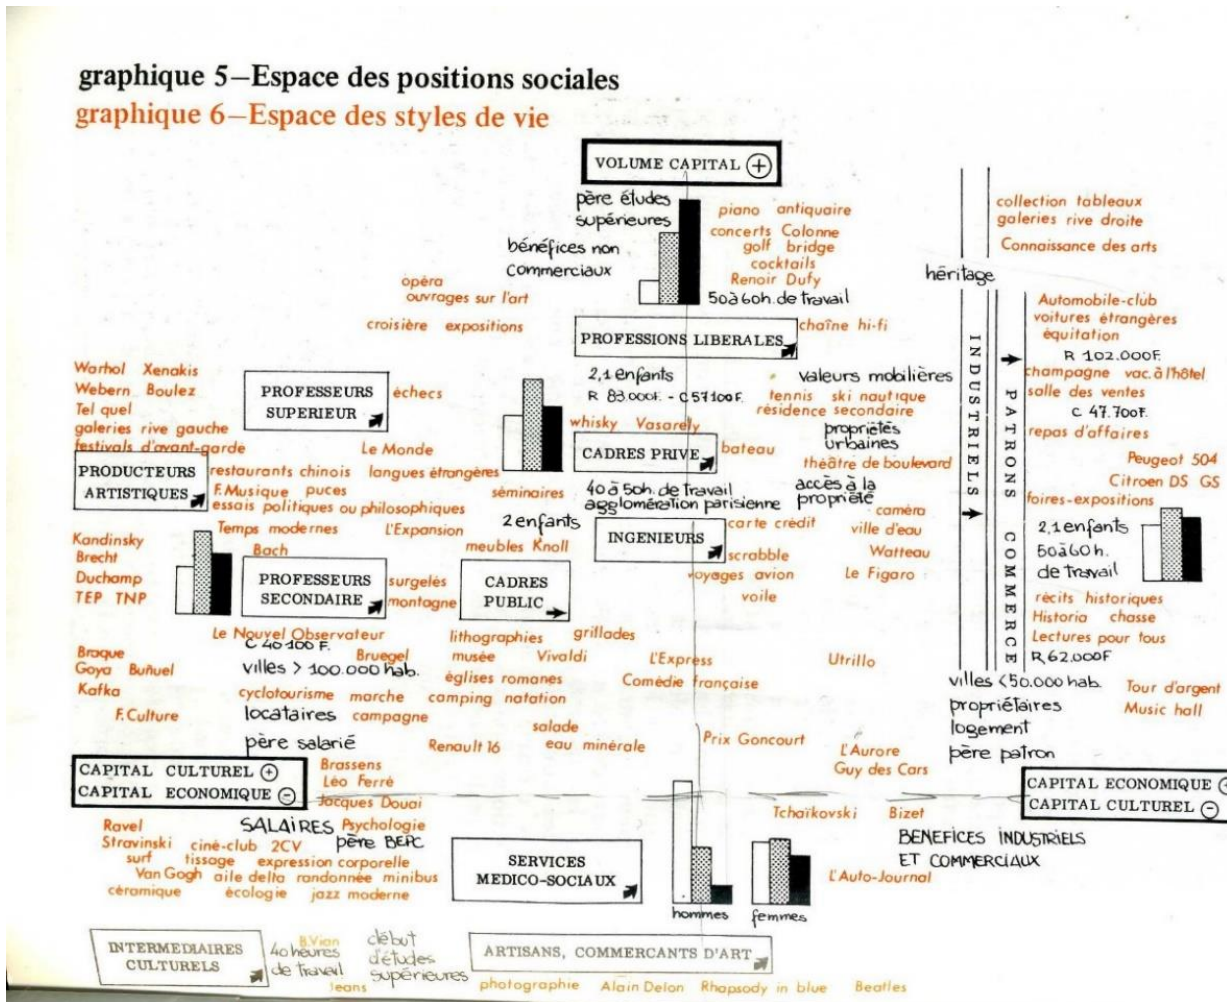 graphique 5—Espace des positions sociales
graphique 6—Espace des styles de vie
VOLUME CAPITAL +
père études
supérieures
piano antiquaire
concerts Colonne
golf bridge
cocktails
Renoir Dufy
bénéfices non
commerciaux
50 à 60h. de travail
collection tableaux
galeries rive droite
Connaissance des arts
héritage
opéra
ouvrages sur l'art
croisière expositions
PROFESSIONS LIBERALES
chaîne hi-fi
INDUSTRIELS
PATRONS COMMERCE
Automobile-club
voitures étrangères
équitation
R 102.000F.
champagne vac. à l'hôtel
salle des ventes
C 47.700F.
repas d'affaires
Peugeot 504
Citroen DS GS
foires-expositions
2,1 enfants
50 à 60 h.
de travail
récits historiques
Historia chasse
Lectures pour tous
R. 62.000F
Warhol Xenakis
Webern Boulez
Tel quel
galeries rive gauche
festivals d'avant-garde
PROFESSEURS
SUPERIEUR
échecs
2,1 enfants
R 83.000F. - C 57100F.
valeurs mobilières
tennis ski nautique
résidence secondaire
whisky Vasarely
propriétés
urbaines
Le Monde
CADRES PRIVE
bateau
théâtre de boulevard
PRODUCTEURS
ARTISTIQUES
restaurants chinois langues étrangères
F. Musique puces
essais politiques ou philosophiques
séminaires
40 à 50h. de travail
agglomération parisienne
accès à la
propriété
Temps modernes L'Expansion
2 enfants
INGENIEURS
carte crédit
caméra
ville d'eau
Kandinsky
Brecht
Duchamp
TEP TNP
Bach
meubles Knoll
scrabble
Watteau
PROFESSEURS
SECONDAIRE
surgelés
montagne
CADRES
PUBLIC
voyages avion
Le Figaro
voile
Le Nouvel Observateur
C 40 100 F.
lithographies grillades
Braque
Goya Buñuel
Kafka
villes > 100.000 hab.
Bruegel musée Vivaldi L'Express
Utrillo
églises romanes
Comédie française
villes < 50.000 hab.
Tour d'argent
Music hall
cyclotourisme marche camping natation
propriétaires
logement
F. Culture
locataires campagne
salade
père salarié
Renault 16 eau minérale
Prix Goncourt
père patron
L'Aurore
Guy des Cars
CAPITAL CULTUREL +
CAPITAL ECONOMIQUE −
Brassens
Léo Ferré
Jacques Douai
CAPITAL ECONOMIQUE +
CAPITAL CULTUREL −
Tchaïkovski Bizet
Ravel
SALAIRES Psychologie
BENEFICES INDUSTRIELS
ET COMMERCIAUX
Stravinski ciné-club 2CV père BEPC
surf tissage expression corporelle
Van Gogh aile delta randonnée minibus
céramique écologie jazz moderne
SERVICES
MEDICO-SOCIAUX
hommes femmes
L'Auto-Journal
INTERMEDIAIRES
CULTURELS
B. Vian
40 heures
de travail
début
d'études
supérieures
ARTISANS, COMMERCANTS D'ART
Jeans
photographie Alain Delon Rhapsody in blue Beatles